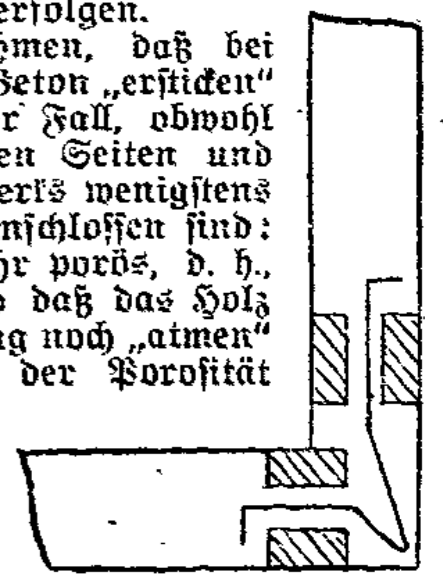 erfolgen.
hmen, daß bei
Beton „ersticken“
r Fall, obwohl
en Seiten und
erks wenigstens
nschlossen sind:
hr porös, d. h.,
daß das Holz
ng noch „atmen“
der Porosität